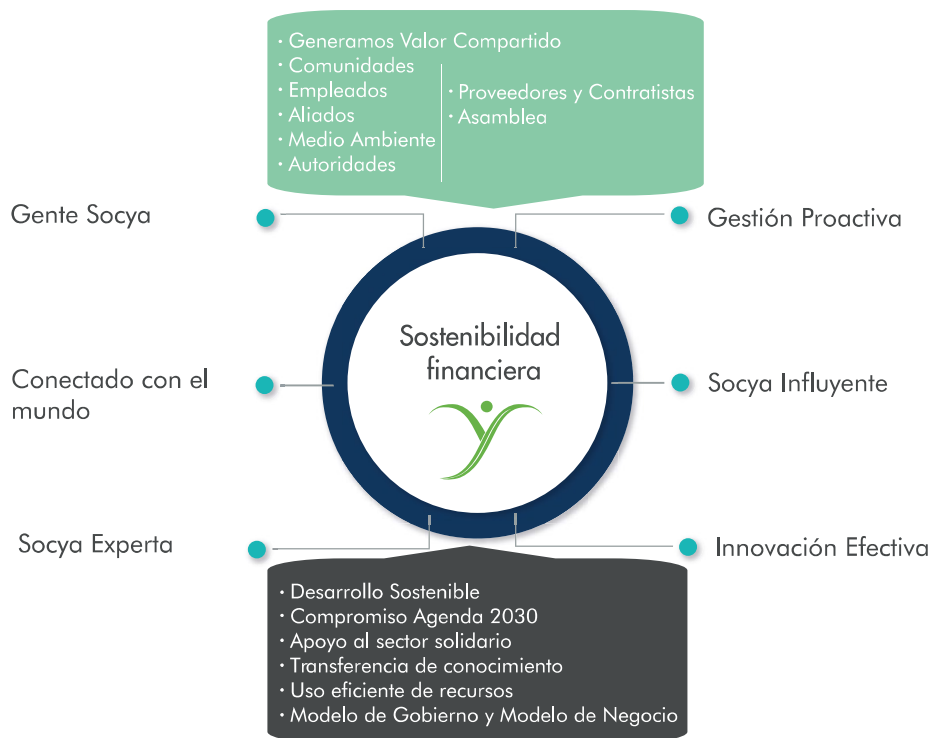 · Generamos Valor Compartido
· Comunidades
· Empleados
· Aliados
· Medio Ambiente
· Autoridades
· Proveedores y Contratistas
· Asamblea
Gente Socya
Gestión Proactiva
Sostenibilidad
financiera
Conectado con el
mundo
Socya Influyente
Socya Experta
Innovación Efectiva
· Desarrollo Sostenible
· Compromiso Agenda 2030
· Apoyo al sector solidario
· Transferencia de conocimiento
· Uso eficiente de recursos
· Modelo de Gobierno y Modelo de Negocio